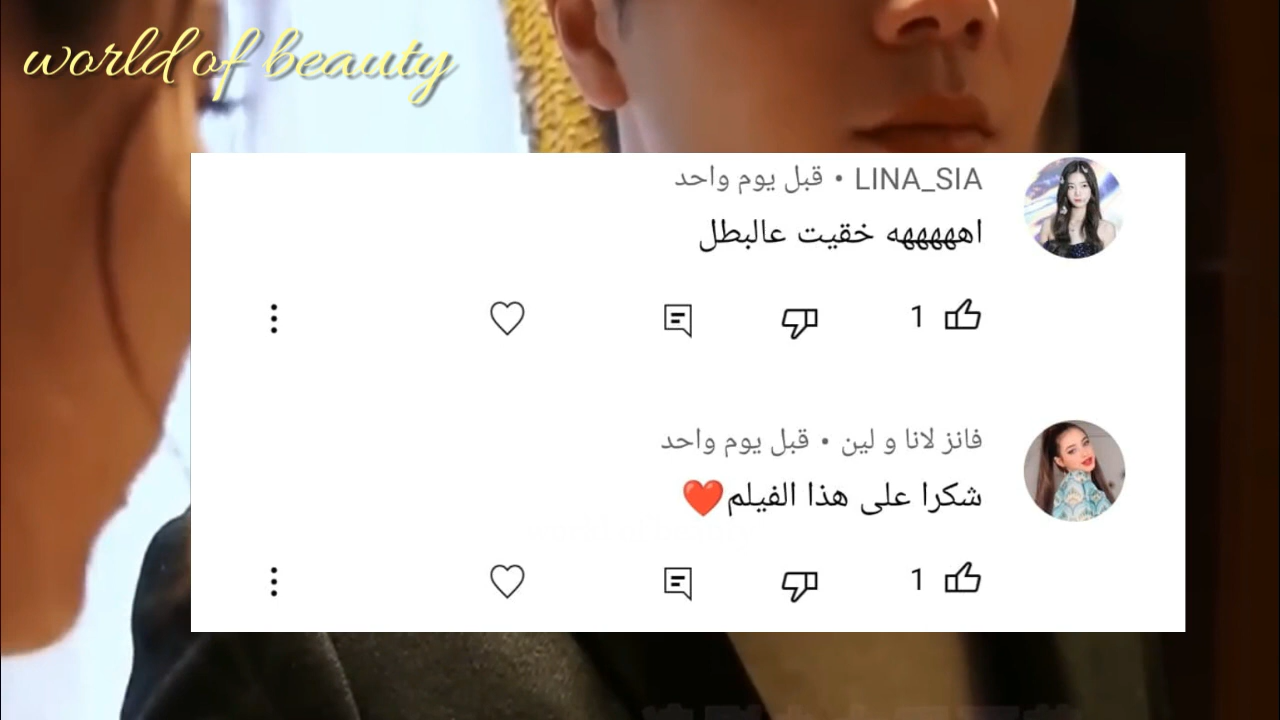 world of beauty
LINA_SIA • قبل يوم واحد
اهههههه خقيت عالبطل
1
فانز لانا و لين • قبل يوم واحد
شكرا على هذا الفيلم❤️
1